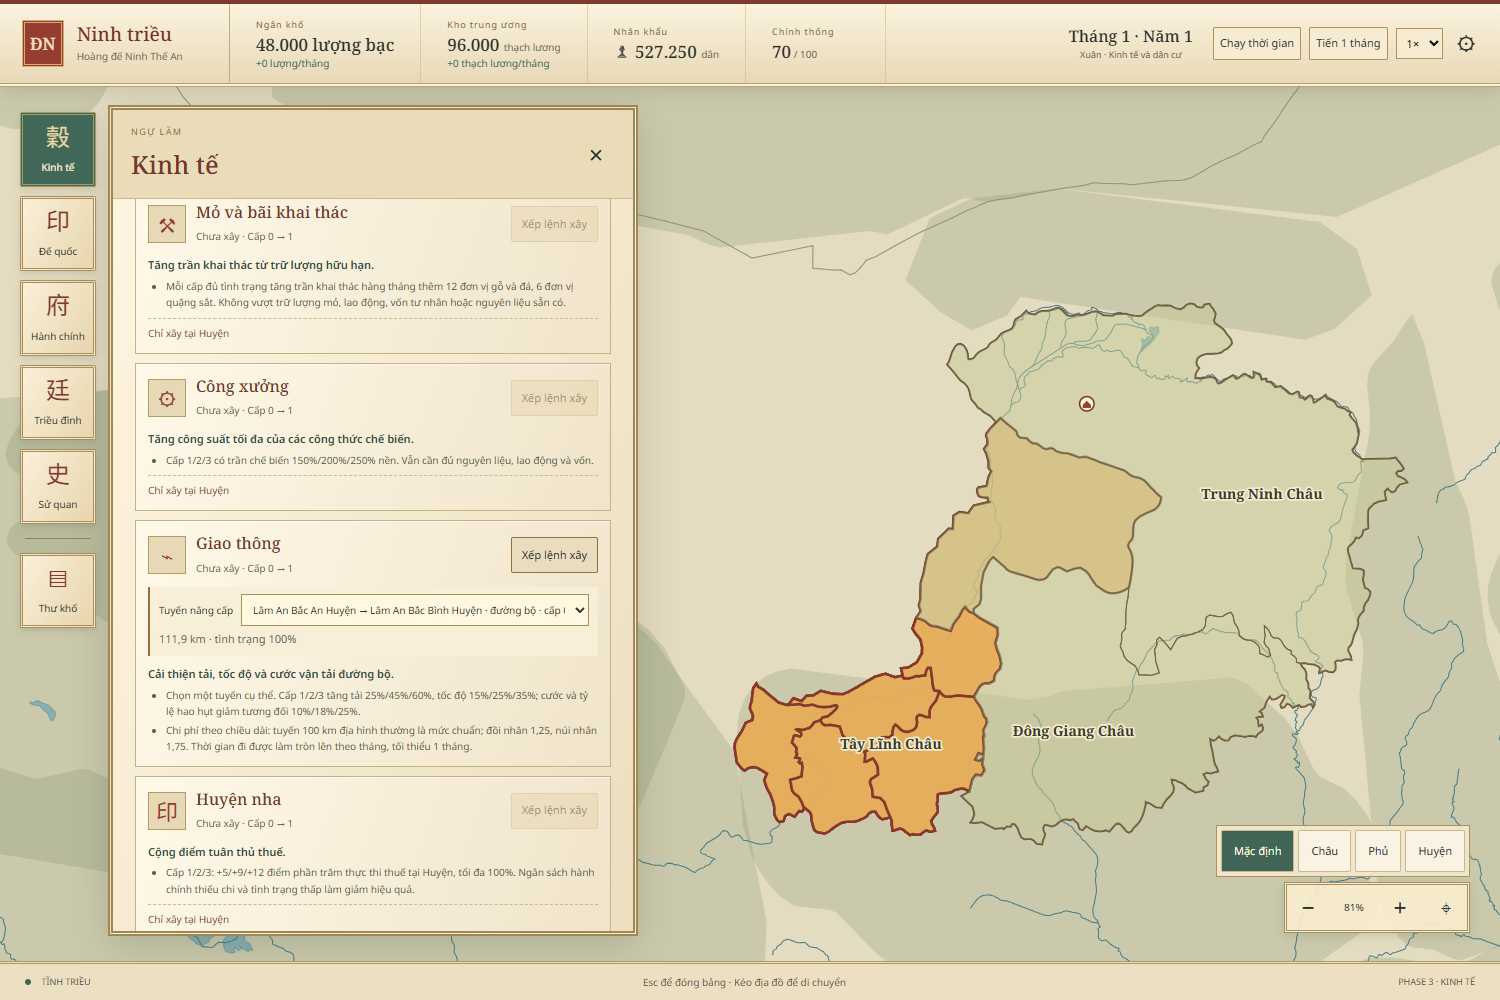 ĐN
Ninh triều
Hoàng đế Ninh Thế An
Ngân khố
48.000 lượng bạc
+0 lượng/tháng
Kho trung ương
96.000 thạch lương
+0 thạch lương/tháng
Nhân khẩu
527.250 dân
Chính thống
70 / 100
Tháng 1 · Năm 1
Xuân · Kinh tế và dân cư
Chạy thời gian
Tiến 1 tháng
1×
穀
Kinh tế
印
Đế quốc
府
Hành chính
廷
Triều đình
史
Sử quan
Thư khố
NGỰ LÃM
Kinh tế
Mỏ và bãi khai thác
Chưa xây · Cấp 0 → 1
Xếp lệnh xây
Tăng trần khai thác từ trữ lượng hữu hạn.
Mỗi cấp đủ tình trạng tăng trần khai thác hàng tháng thêm 12 đơn vị gỗ và đá, 6 đơn vị
quặng sắt. Không vượt trữ lượng mỏ, lao động, vốn tư nhân hoặc nguyên liệu sẵn có.
Chỉ xây tại Huyện
Công xưởng
Chưa xây · Cấp 0 → 1
Xếp lệnh xây
Tăng công suất tối đa của các công thức chế biến.
Cấp 1/2/3 có trần chế biến 150%/200%/250% nền. Vẫn cần đủ nguyên liệu, lao động và vốn.
Chỉ xây tại Huyện
Giao thông
Chưa xây · Cấp 0 → 1
Xếp lệnh xây
Tuyến nâng cấp
Lâm An Bắc An Huyện → Lâm An Bắc Bình Huyện · đường bộ · cấp
111,9 km · tình trạng 100%
Cải thiện tải, tốc độ và cước vận tải đường bộ.
Chọn một tuyến cụ thể. Cấp 1/2/3 tăng tải 25%/45%/60%, tốc độ 15%/25%/35%; cước và tỷ
lệ hao hụt giảm tương đối 10%/18%/25%.
Chi phí theo chiều dài: tuyến 100 km địa hình thường là mức chuẩn; đồi nhân 1,25, núi nhân
1,75. Thời gian đi được làm tròn lên theo tháng, tối thiểu 1 tháng.
印
Huyện nha
Chưa xây · Cấp 0 → 1
Xếp lệnh xây
Cộng điểm tuân thủ thuế.
Cấp 1/2/3: +5/+9/+12 điểm phần trăm thực thi thuế tại Huyện, tối đa 100%. Ngân sách hành
chính thiếu chi và tình trạng thấp làm giảm hiệu quả.
Chỉ xây tại Huyện
Trung Ninh Châu
Đông Giang Châu
Tây Lĩnh Châu
Mặc định
Châu
Phủ
Huyện
81%
TĨNH TRIỀU
Esc để đóng bảng · Kéo địa đồ để di chuyển
PHASE 3 · KINH TẾ